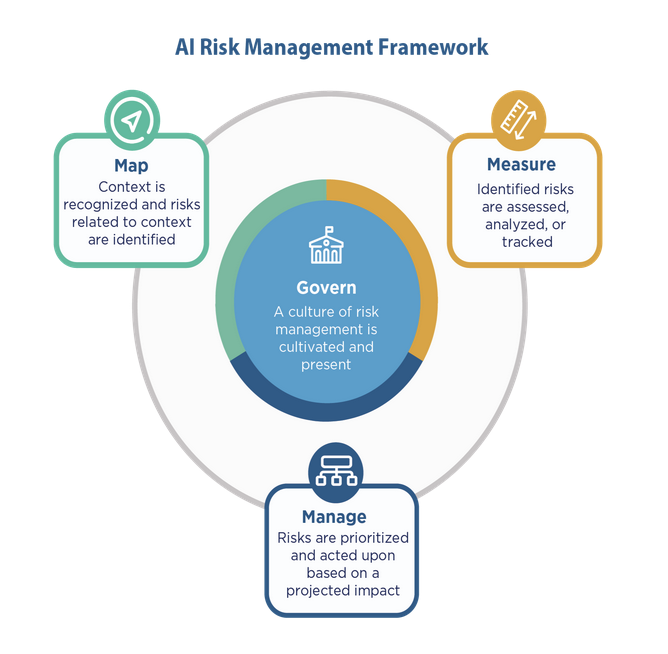 AI Risk Management Framework
Map
Context is
recognized and risks
related to context
are identified
Measure
Identified risks
are assessed,
analyzed, or
tracked
Govern
A culture of risk
management is
cultivated and
present
Manage
Risks are prioritized
and acted upon
based on a
projected impact